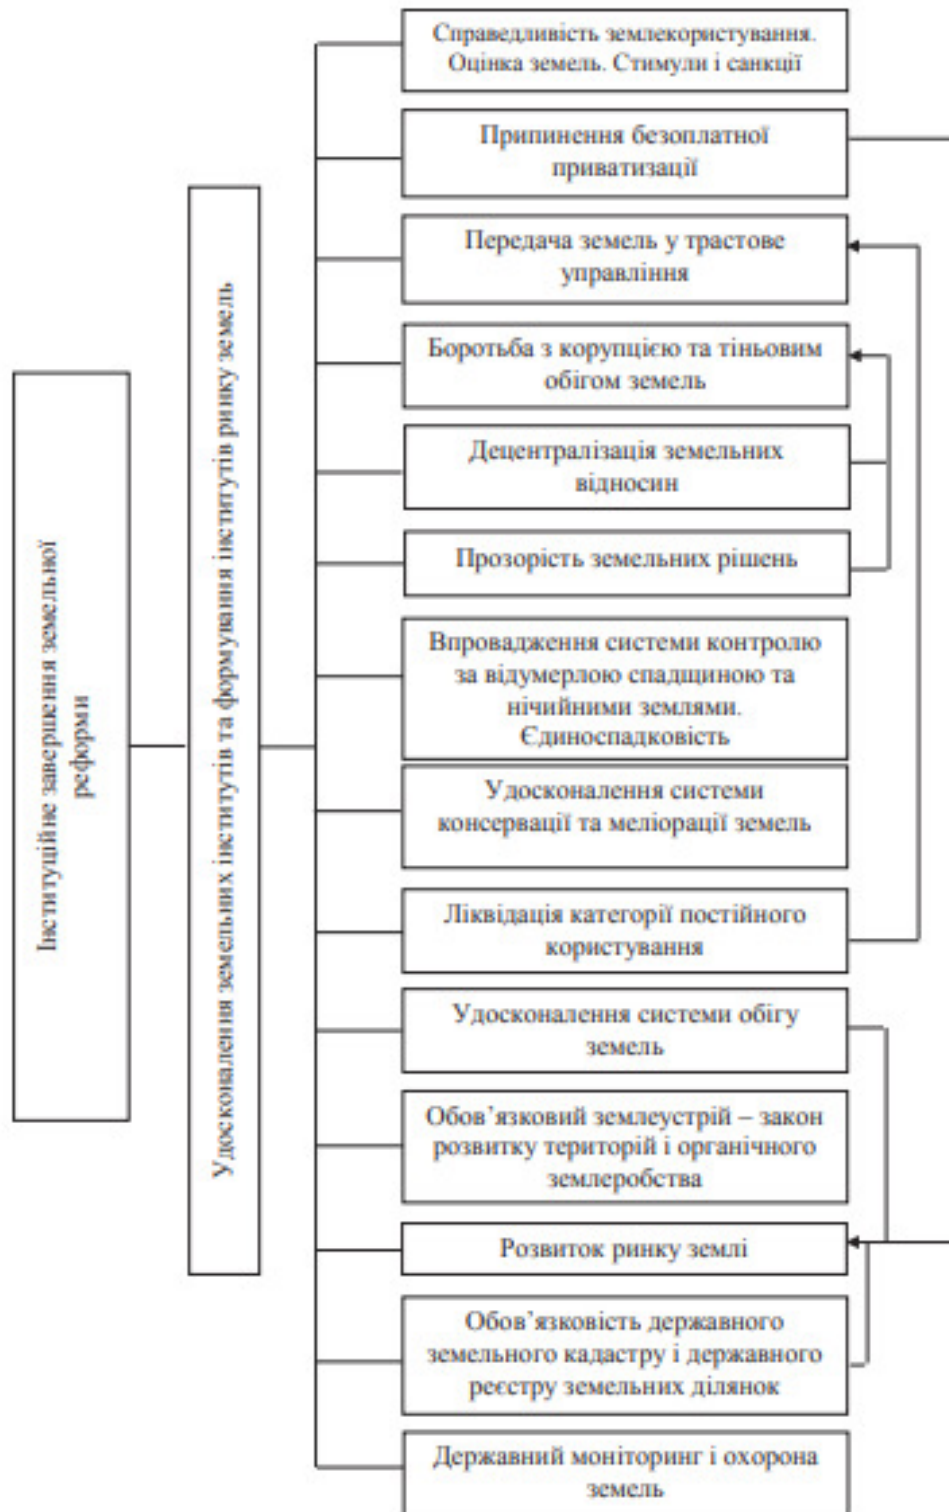 Інституційне завершення земельної
реформи
Удосконалення земельних інститутів та формування інститутів ринку земель
Справедливість землекористування.
Оцінка земель. Стимули і санкції
Припинення безоплатної
приватизації
Передача земель у трастове
управління
Боротьба з корупцією та тіньовим
обігом земель
Децентралізація земельних
відносин
Прозорість земельних рішень
Впровадження системи контролю
за відумерлою спадщиною та
нічийними землями.
Єдиноспадковість
Удосконалення системи
консервації та меліорації земель
Ліквідація категорії постійного
користування
Удосконалення системи обігу
земель
Обов’язковий землеустрій – закон
розвитку територій і органічного
землеробства
Розвиток ринку землі
Обов’язковість державного
земельного кадастру і державного
реєстру земельних ділянок
Державний моніторинг і охорона
земель